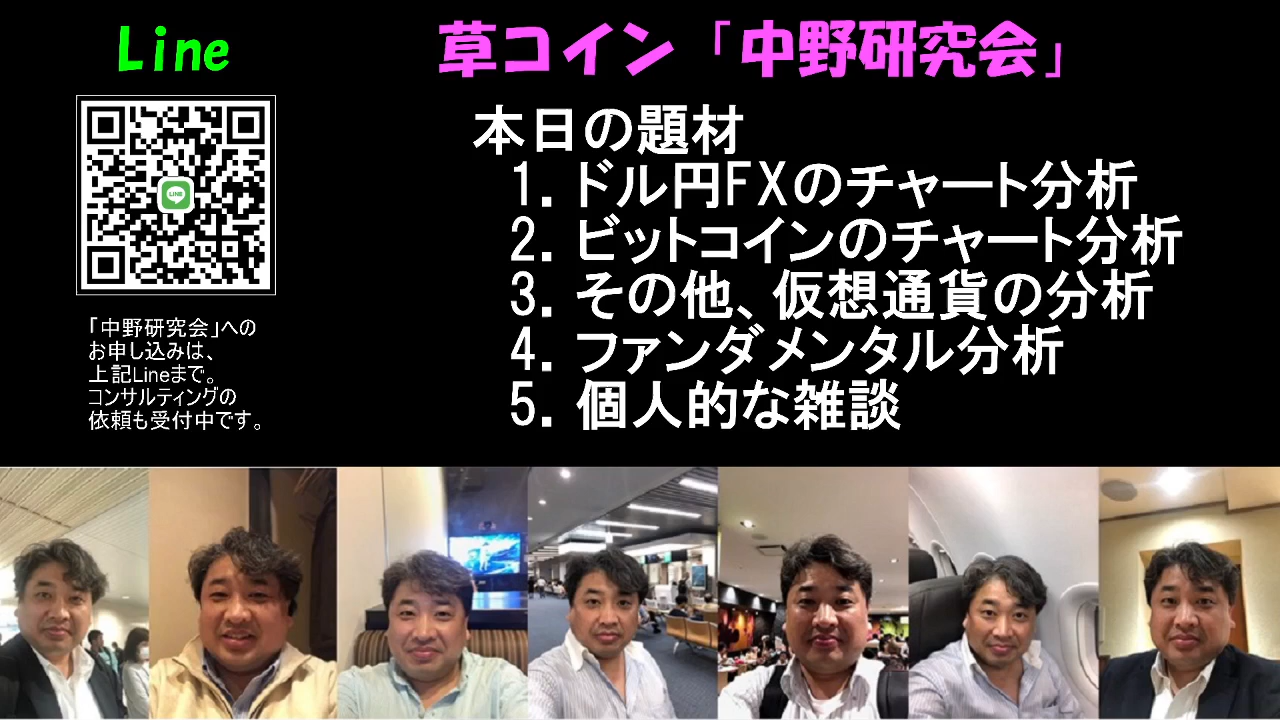 Line
草コイン「中野研究会」
本日の題材
1. ドル円FXのチャート分析
2. ビットコインのチャート分析
3. その他、仮想通貨の分析
4. ファンダメンタル分析
5. 個人的な雑談
LINE
「中野研究会」への
お申し込みは、
上記Lineまで。
コンサルティングの
依頼も受付中です。